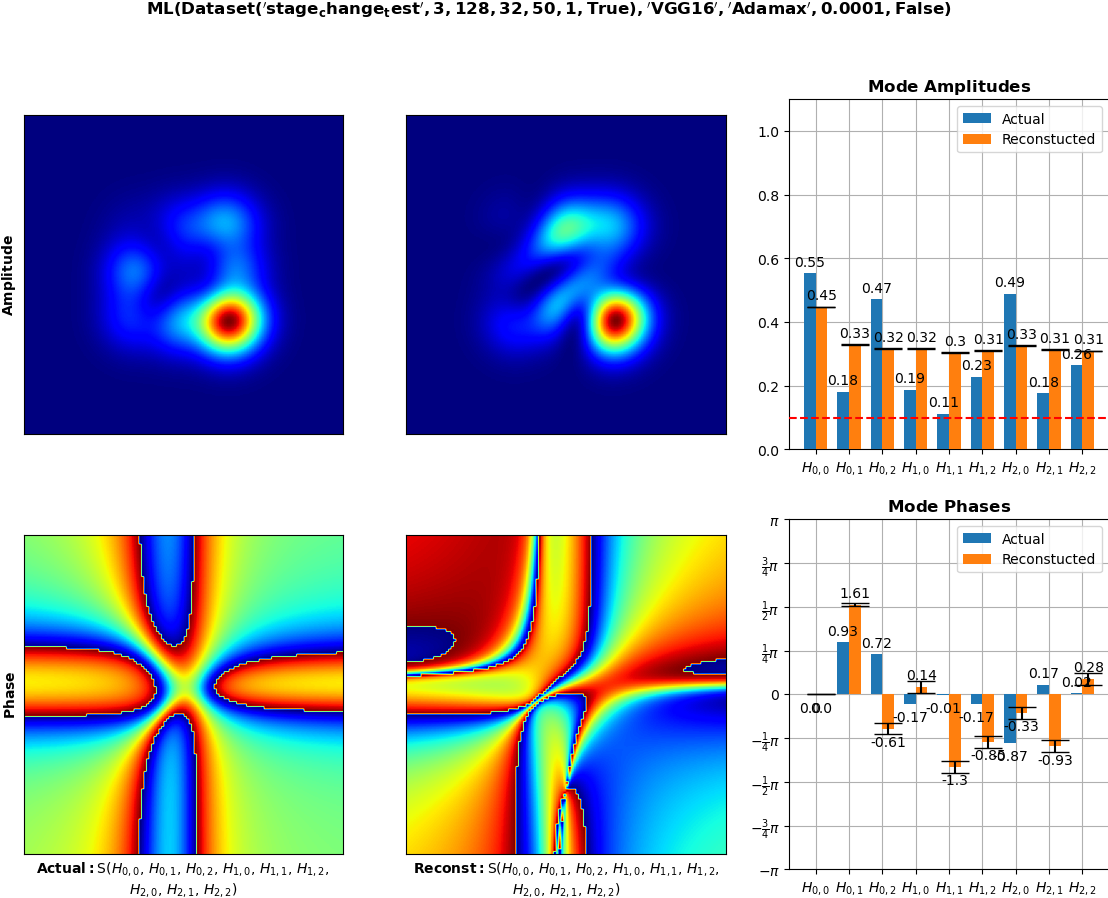 ML(Dataset('stage_change_test', 3, 128, 32, 50, 1, True), 'VGG16', 'Adamax', 0.0001, False)
Amplitude
Mode Amplitudes
Actual
Reconstucted
1.0
0.8
0.6
0.4
0.2
0.0
0.55
0.45
0.18
0.33
0.47
0.32
0.19
0.32
0.11
0.3
0.23
0.31
0.49
0.33
0.18
0.31
0.26
0.31
H0,0 H0,1 H0,2 H1,0 H1,1 H1,2 H2,0 H2,1 H2,2
Phase
Actual: S(H0,0, H0,1, H0,2, H1,0, H1,1, H1,2,
H2,0, H2,1, H2,2)
Reconst: S(H0,0, H0,1, H0,2, H1,0, H1,1, H1,2,
H2,0, H2,1, H2,2)
Mode Phases
Actual
Reconstucted
π
3/4π
1/2π
1/4π
0
−1/4π
−1/2π
−3/4π
−π
0.0
0.0
0.93
1.61
0.72
-0.61
-0.17
0.14
-0.01
-1.3
-0.17
-0.85
-0.87
-0.33
0.17
-0.93
0.02
0.28
H0,0 H0,1 H0,2 H1,0 H1,1 H1,2 H2,0 H2,1 H2,2